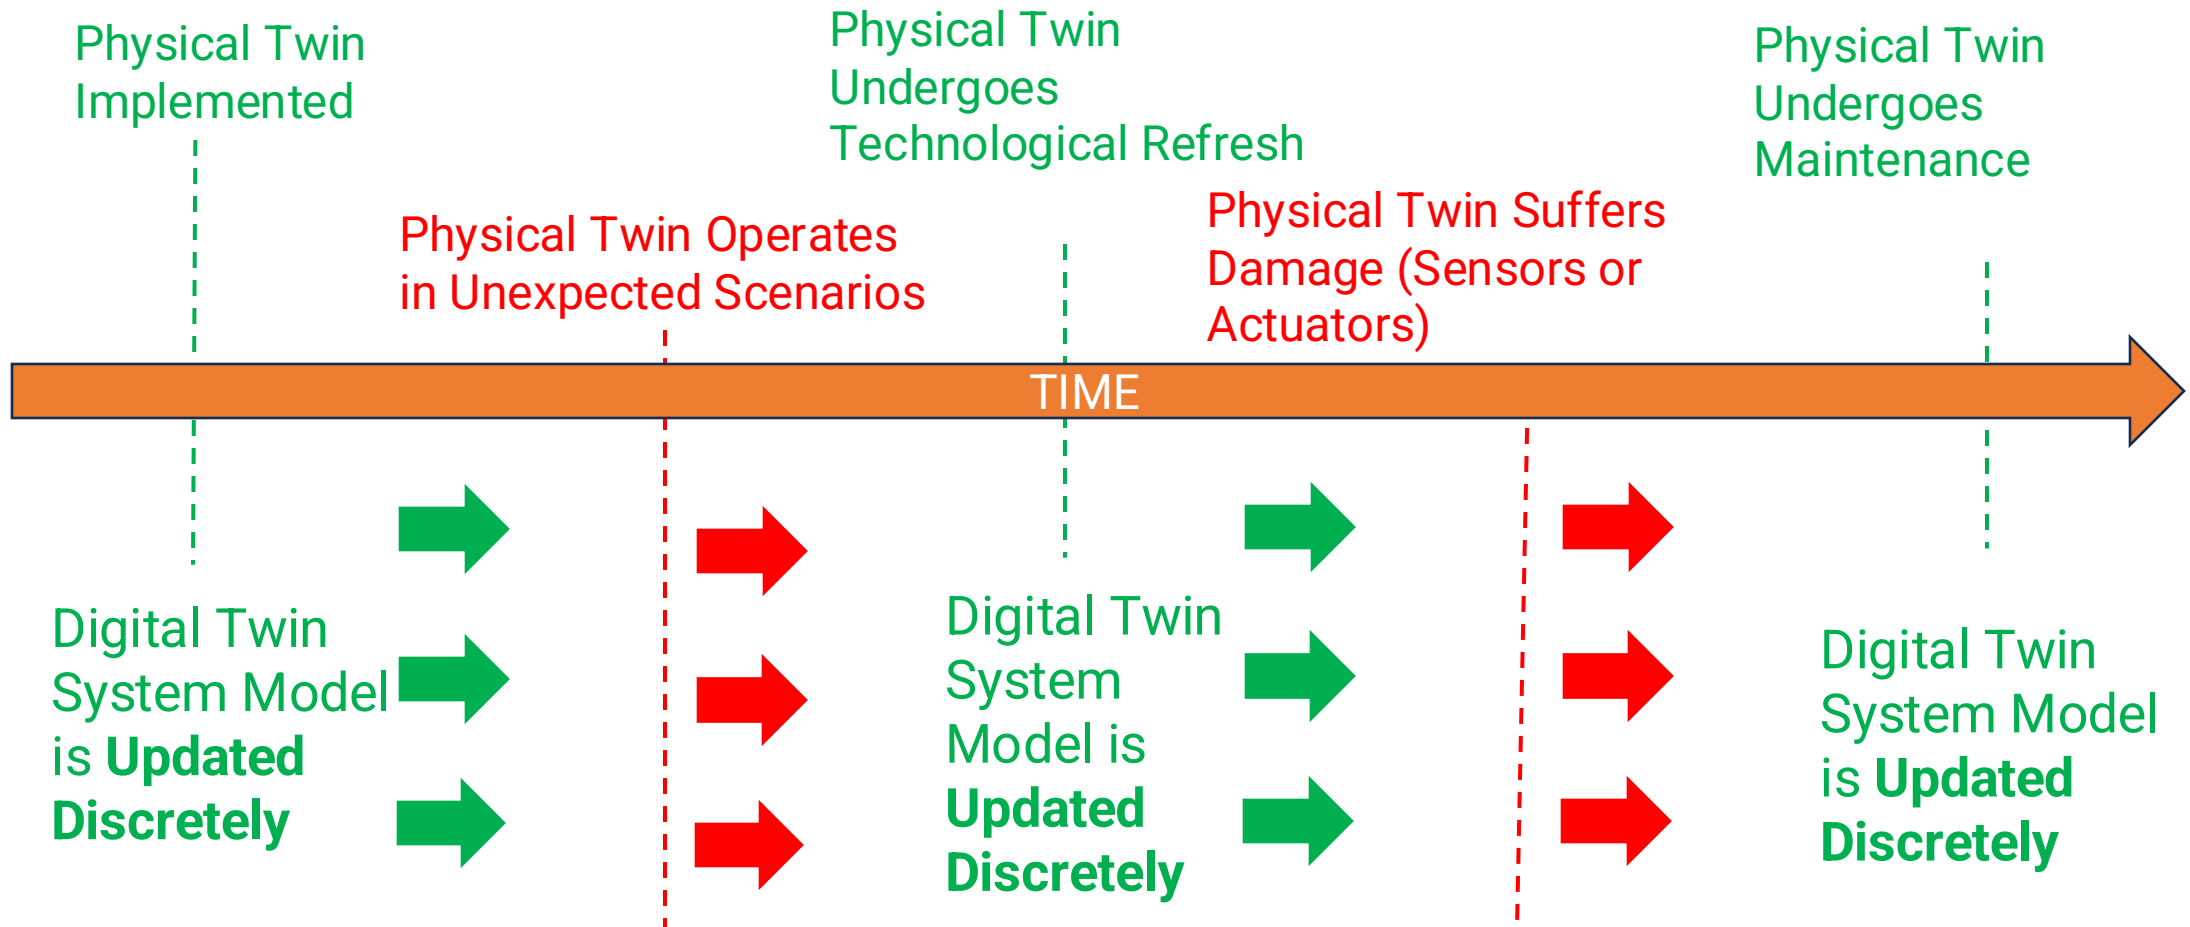 Physical Twin
Implemented
Physical Twin
Undergoes
Technological Refresh
Physical Twin
Undergoes
Maintenance
Physical Twin Operates
in Unexpected Scenarios
Physical Twin Suffers
Damage (Sensors or
Actuators)
TIME
Digital Twin
System Model
is Updated
Discretely
Digital Twin
System
Model is
Updated
Discretely
Digital Twin
System Model
is Updated
Discretely